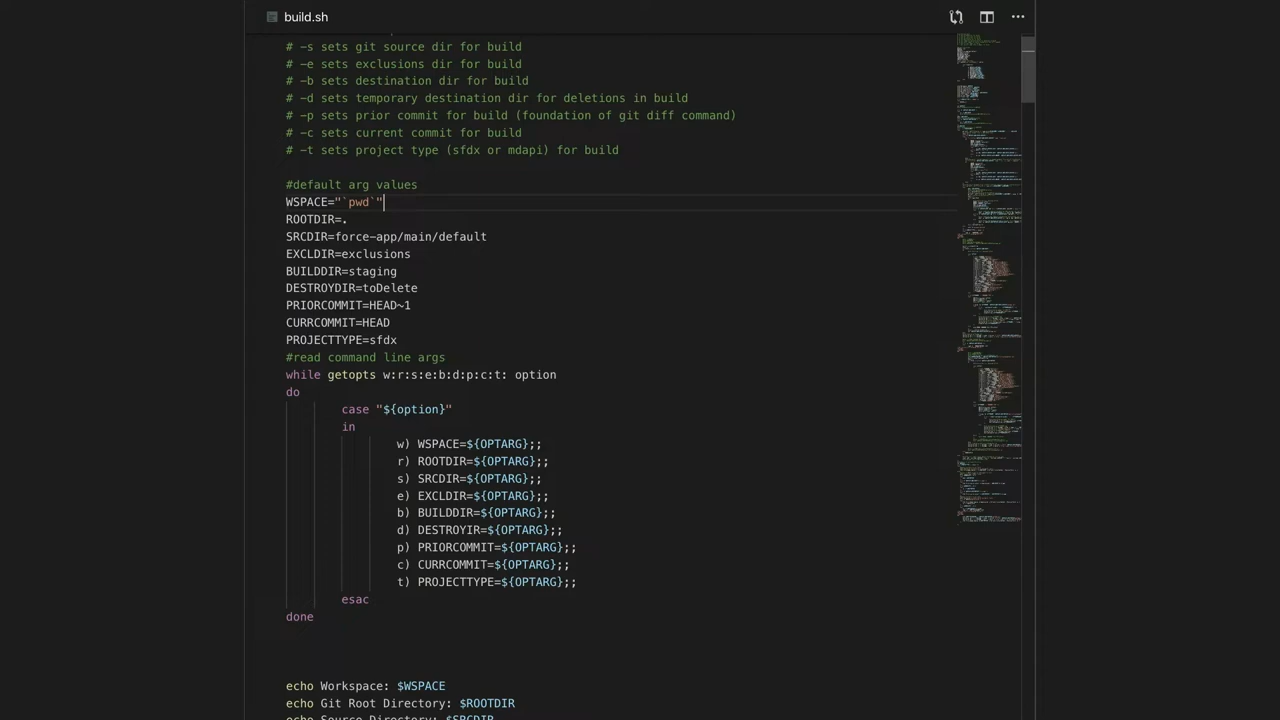 build.sh
# -s sets git source dir for build
# -e sets exclusions dir for build
# -b sets destination dir for build
# -d sets temporary destination dir for deletions in build
# -p sets prior commit for build (foundation of git diff command)
# -c sets current commit for build
# -t sets project type (sfdx or mdapi) for build
#default arg values
WSPACE="`pwd`"
ROOTDIR=.
SRCDIR=force-app/main/default
EXCLDIR=exclusions
BUILDDIR=staging
DESTROYDIR=toDelete
PRIORCOMMIT=HEAD~1
CURRCOMMIT=HEAD
PROJECTTYPE=sfdx
#read command line args
while getopts w:r:s:e:b:d:p:c:t: option
do
case "${option}"
in
w) WSPACE=${OPTARG};;
r) ROOTDIR=${OPTARG};;
s) SRCDIR=${OPTARG};;
e) EXCLDIR=${OPTARG};;
b) BUILDDIR=${OPTARG};;
d) DESTROYIR=${OPTARG};;
p) PRIORCOMMIT=${OPTARG};;
c) CURRCOMMIT=${OPTARG};;
t) PROJECTTYPE=${OPTARG};;
esac
done
echo Workspace: $WSPACE
echo Git Root Directory: $ROOTDIR
echo Source Directory: $SRCDIR